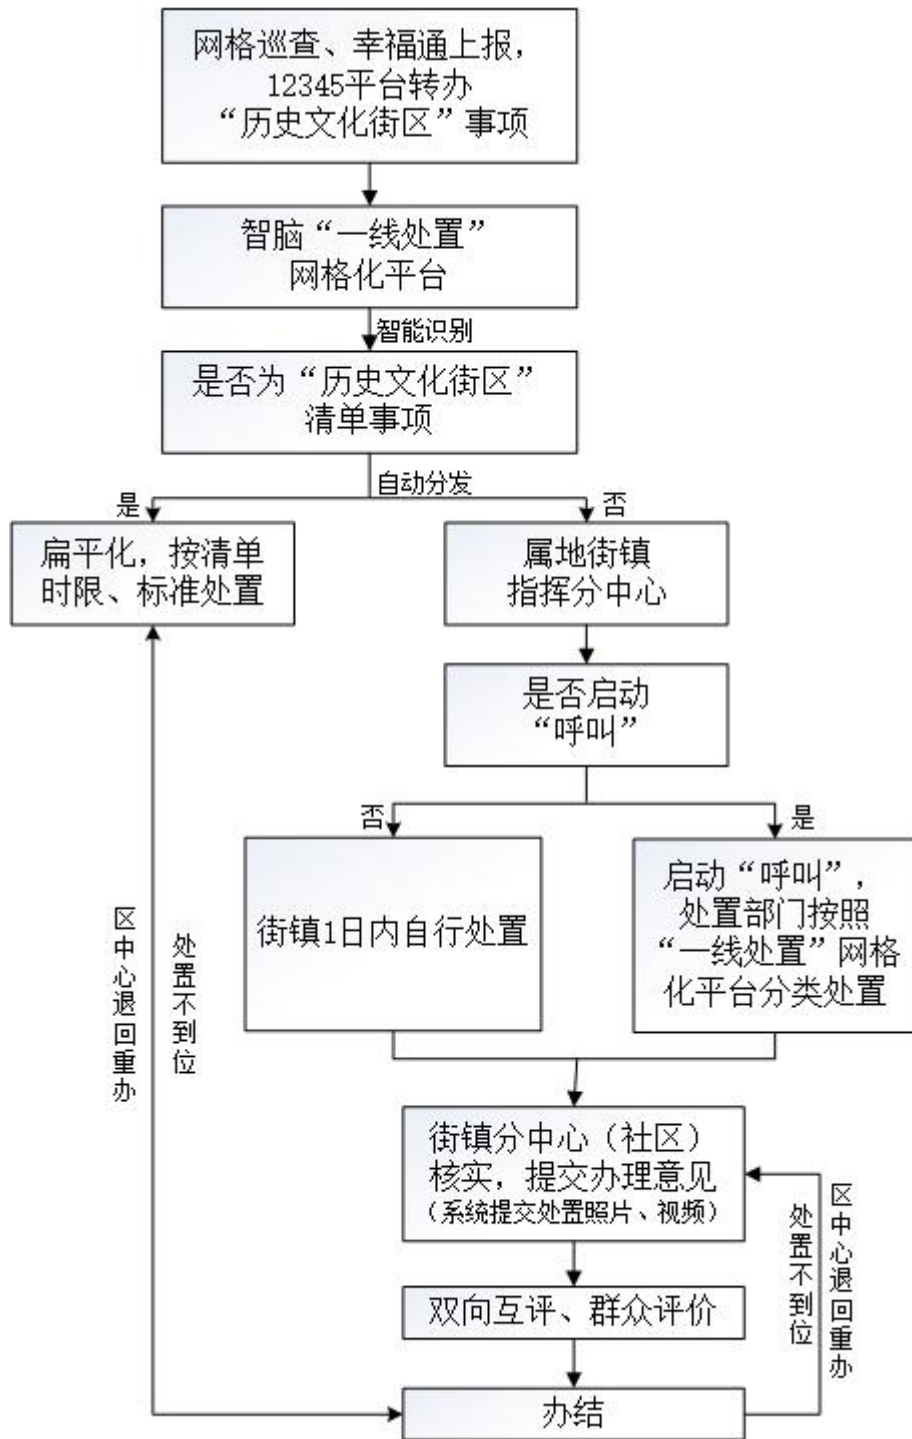 网格巡查、幸福通上报，
12345平台转办
“历史文化街区”事项
智脑“一线处置”
网格化平台
智能识别
是否为“历史文化街区”
清单事项
自动分发
是
否
扁平化，按清单
时限、标准处置
属地街镇
指挥分中心
是否启动
“呼叫”
否
是
街镇1日内自行处置
启动“呼叫”，
处置部门按照
“一线处置”网格
化平台分类处置
区中心退回重办
处置不到位
街镇分中心（社区）
核实，提交办理意见
（系统提交处置照片、视频）
处置不到位
区中心退回重办
双向互评、群众评价
办结